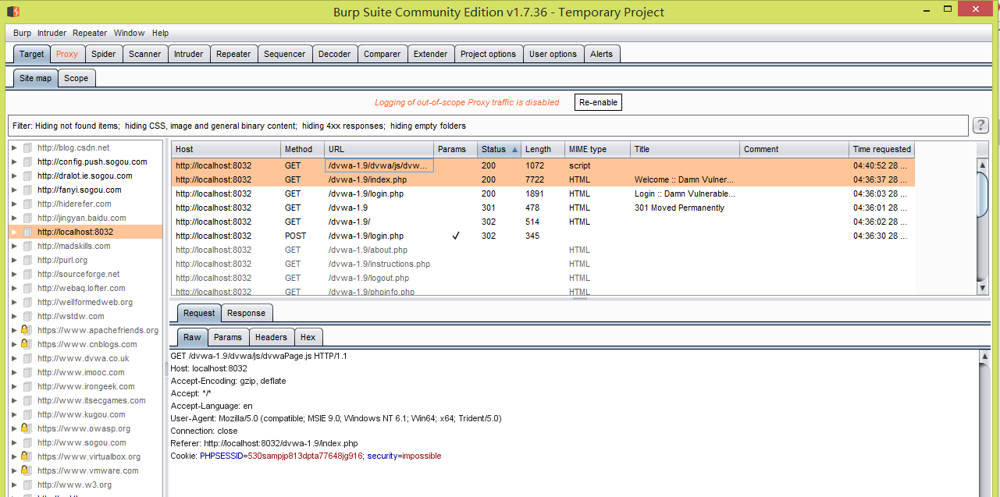 Burp Suite Community Edition v1.7.36 - Temporary Project
Burp Intruder Repeater Window Help
Target Proxy Spider Scanner Intruder Repeater Sequencer Decoder Comparer Extender Project options User options Alerts
Site map Scope
Logging of out-of-scope Proxy traffic is disabled Re-enable
Filter: Hiding not found items; hiding CSS, image and general binary content; hiding 4xx responses; hiding empty folders ?
http://blog.csdn.net
http://config.push.sogou.com
http://dralot.ie.sogou.com
http://fanyi.sogou.com
http://hiderefer.com
http://jingyan.baidu.com
http://localhost:8032
http://madskills.com
http://purl.org
http://sourceforge.net
http://webaq.lofter.com
http://wellformedweb.org
http://wstdw.com
https://www.apachefriends.org
https://www.cnblogs.com
http://www.dvwa.co.uk
http://www.imooc.com
http://www.irongeek.com
http://www.itsecgames.com
http://www.kugou.com
https://www.owasp.org
http://www.sogou.com
https://www.virtualbox.org
https://www.vmware.com
http://www.w3.org
Host Method URL Params Status Length MIME type Title Comment Time requested
http://localhost:8032 GET /dvwa-1.9/dvwa/js/dvw... 200 1072 script 04:40:52 28 ...
http://localhost:8032 GET /dvwa-1.9/index.php 200 7722 HTML Welcome :: Damn Vulner... 04:36:37 28 ...
http://localhost:8032 GET /dvwa-1.9/login.php 200 1891 HTML Login :: Damn Vulnerable... 04:36:03 28 ...
http://localhost:8032 GET /dvwa-1.9 301 478 HTML 301 Moved Permanently 04:36:01 28 ...
http://localhost:8032 GET /dvwa-1.9/ 302 514 HTML 04:36:02 28 ...
http://localhost:8032 POST /dvwa-1.9/login.php ✓ 302 345 04:36:30 28 ...
http://localhost:8032 GET /dvwa-1.9/about.php HTML
http://localhost:8032 GET /dvwa-1.9/instructions.php HTML
http://localhost:8032 GET /dvwa-1.9/logout.php HTML
http://localhost:8032 GET /dvwa-1.9/phpinfo.php HTML
Request Response
Raw Params Headers Hex
GET /dvwa-1.9/dvwa/js/dvwaPage.js HTTP/1.1
Host: localhost:8032
Accept-Encoding: gzip, deflate
Accept: */*
Accept-Language: en
User-Agent: Mozilla/5.0 (compatible; MSIE 9.0; Windows NT 6.1; Win64; x64; Trident/5.0)
Connection: close
Referer: http://localhost:8032/dvwa-1.9/index.php
Cookie: PHPSESSID=530sampjp813dpta77648jg916; security=impossible